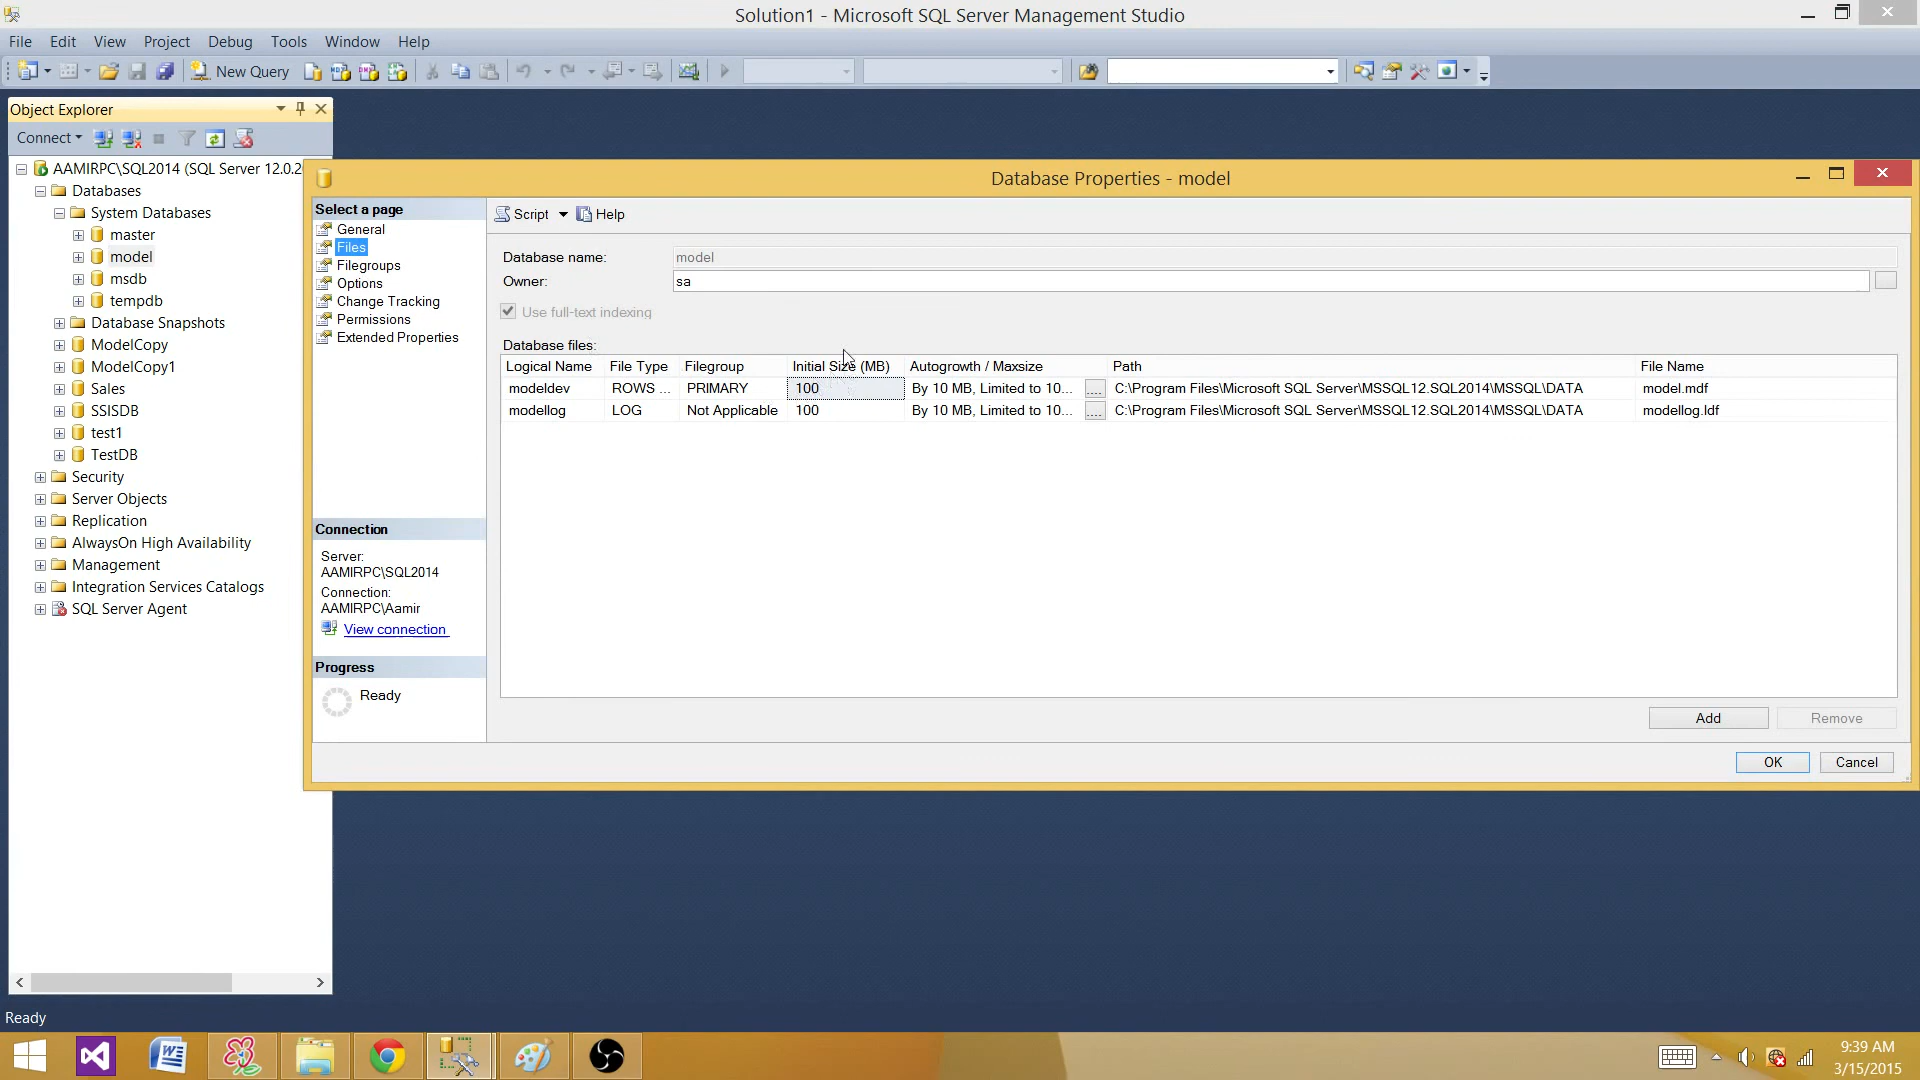 Solution1 - Microsoft SQL Server Management Studio
File Edit View Project Debug Tools Window Help
New Query
Object Explorer
Connect
AAMIRPC\SQL2014 (SQL Server 12.0.2
Databases
System Databases
master
model
msdb
tempdb
Database Snapshots
ModelCopy
ModelCopy1
Sales
SSISDB
test1
TestDB
Security
Server Objects
Replication
AlwaysOn High Availability
Management
Integration Services Catalogs
SQL Server Agent
Database Properties - model
Select a page
General
Files
Filegroups
Options
Change Tracking
Permissions
Extended Properties
Connection
Server:
AAMIRPC\SQL2014
Connection:
AAMIRPC\Aamir
View connection
Progress
Ready
Script Help
Database name: model
Owner: sa
Use full-text indexing
Database files:
Logical Name File Type Filegroup Initial Size (MB) Autogrowth / Maxsize Path File Name
modeldev ROWS ... PRIMARY 100 By 10 MB, Limited to 10... .... C:\Program Files\Microsoft SQL Server\MSSQL12.SQL2014\MSSQL\DATA model.mdf
modellog LOG Not Applicable 100 By 10 MB, Limited to 10... .... C:\Program Files\Microsoft SQL Server\MSSQL12.SQL2014\MSSQL\DATA modellog.ldf
Add Remove
OK Cancel
Ready
9:39 AM
3/15/2015